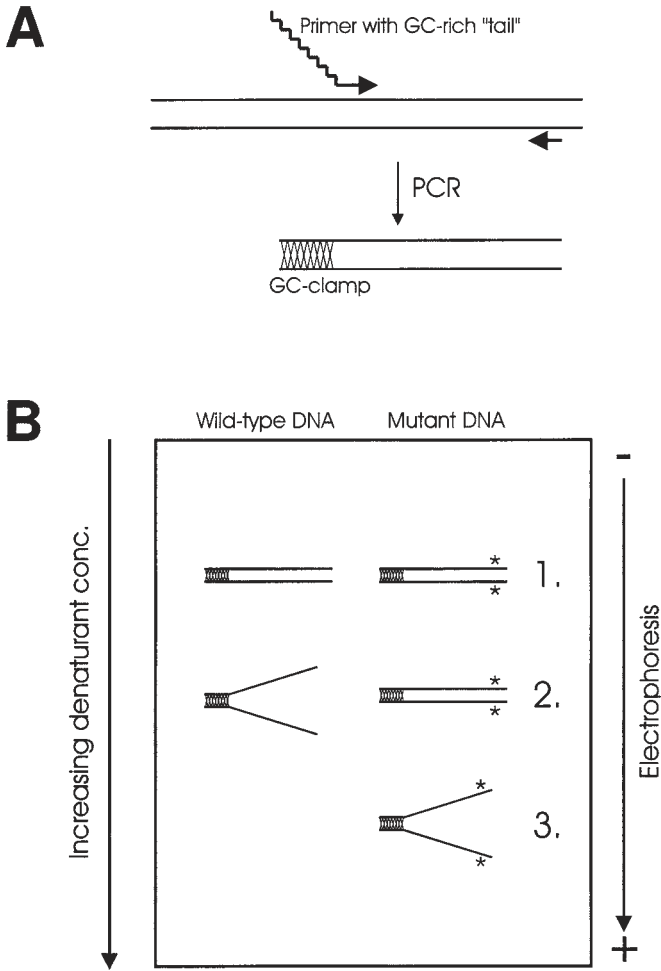 A
Primer with GC-rich "tail"
PCR
GC-clamp
B
Wild-type DNA
Mutant DNA
Increasing denaturant conc.
-
* 
* 1.
* 
* 2.
* 
* 3.
Electrophoresis
+